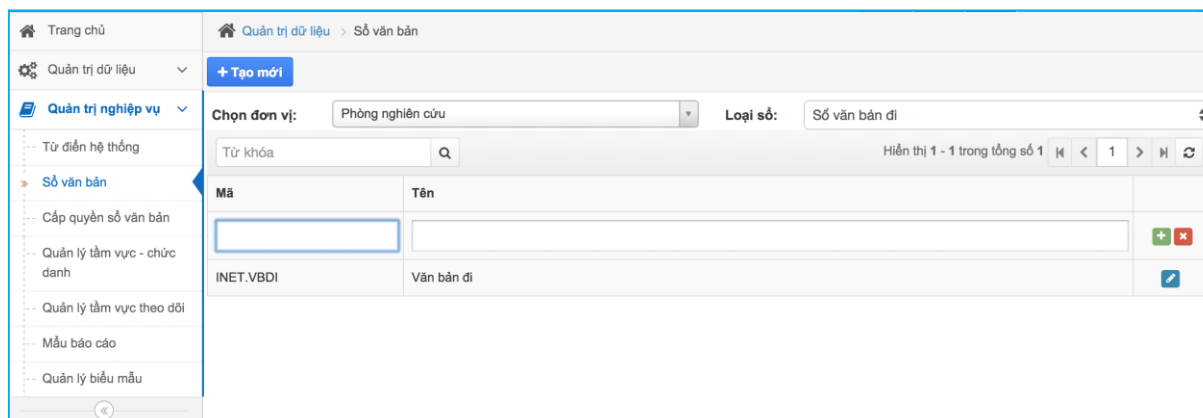 Trang chủ
Quản trị dữ liệu
Quản trị nghiệp vụ
Từ điển hệ thống
Sổ văn bản
Cấp quyền sổ văn bản
Quản lý tầm vực - chức
danh
Quản lý tầm vực theo dõi
Mẫu báo cáo
Quản lý biểu mẫu
Quản trị dữ liệu > Sổ văn bản
+ Tạo mới
Chọn đơn vị: Phòng nghiên cứu Loại sổ: Sổ văn bản đi
Từ khóa Hiển thị 1 - 1 trong tổng số 1 1
Mã Tên
INET.VBDI Văn bản đi